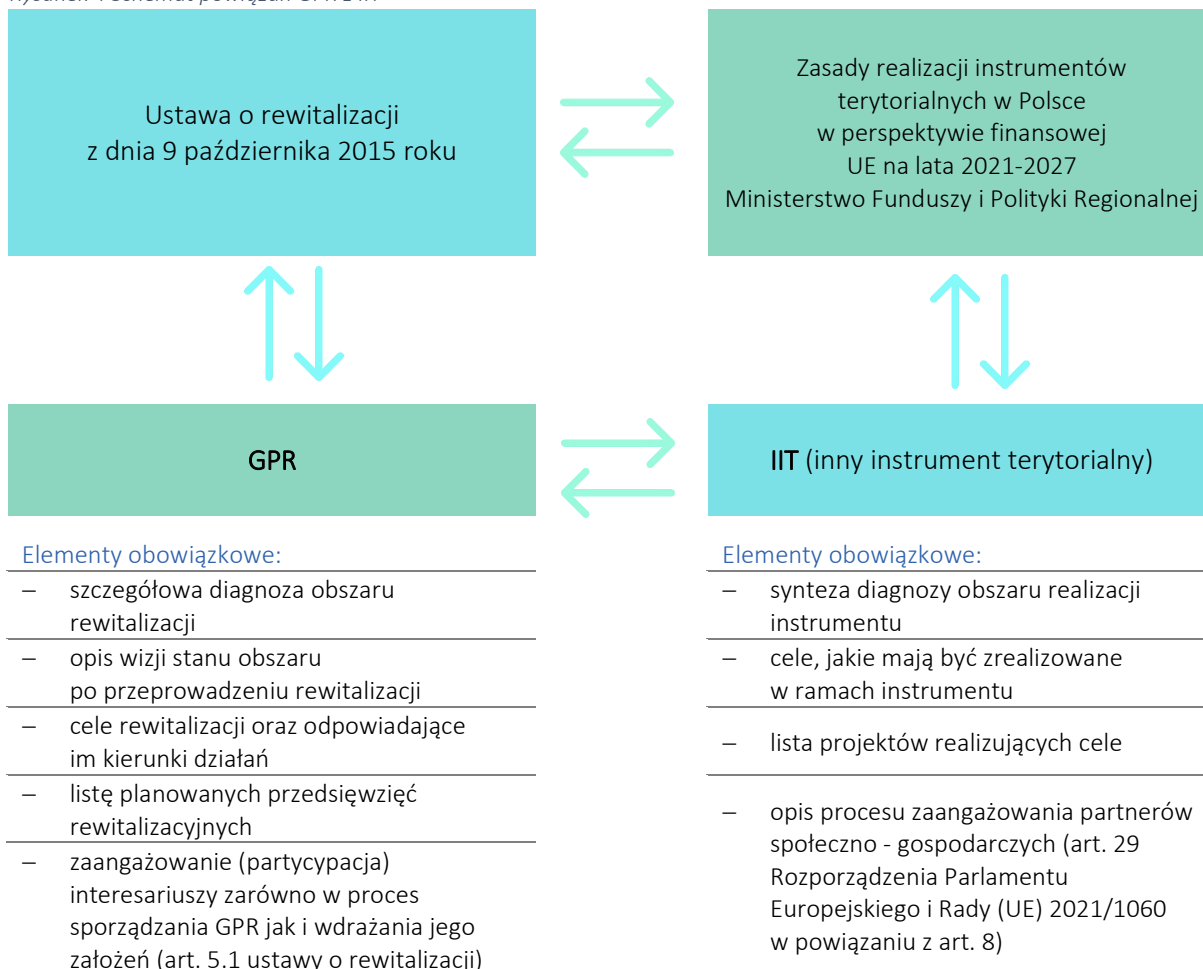 Ustawa o rewitalizacji
z dnia 9 października 2015 roku
Zasady realizacji instrumentów
terytorialnych w Polsce
w perspektywie finansowej
UE na lata 2021-2027
Ministerstwo Funduszy i Polityki Regionalnej
GPR
IIT (inny instrument terytorialny)
Elementy obowiązkowe:
– szczegółowa diagnoza obszaru
rewitalizacji
– opis wizji stanu obszaru
po przeprowadzeniu rewitalizacji
– cele rewitalizacji oraz odpowiadające
im kierunki działań
– listę planowanych przedsięwzięć
rewitalizacyjnych
– zaangażowanie (partycypacja)
interesariuszy zarówno w proces
sporządzania GPR jak i wdrażania jego
założeń (art. 5.1 ustawy o rewitalizacji)
Elementy obowiązkowe:
– synteza diagnozy obszaru realizacji
instrumentu
– cele, jakie mają być zrealizowane
w ramach instrumentu
– lista projektów realizujących cele
– opis procesu zaangażowania partnerów
społeczno - gospodarczych (art. 29
Rozporządzenia Parlamentu
Europejskiego i Rady (UE) 2021/1060
w powiązaniu z art. 8)